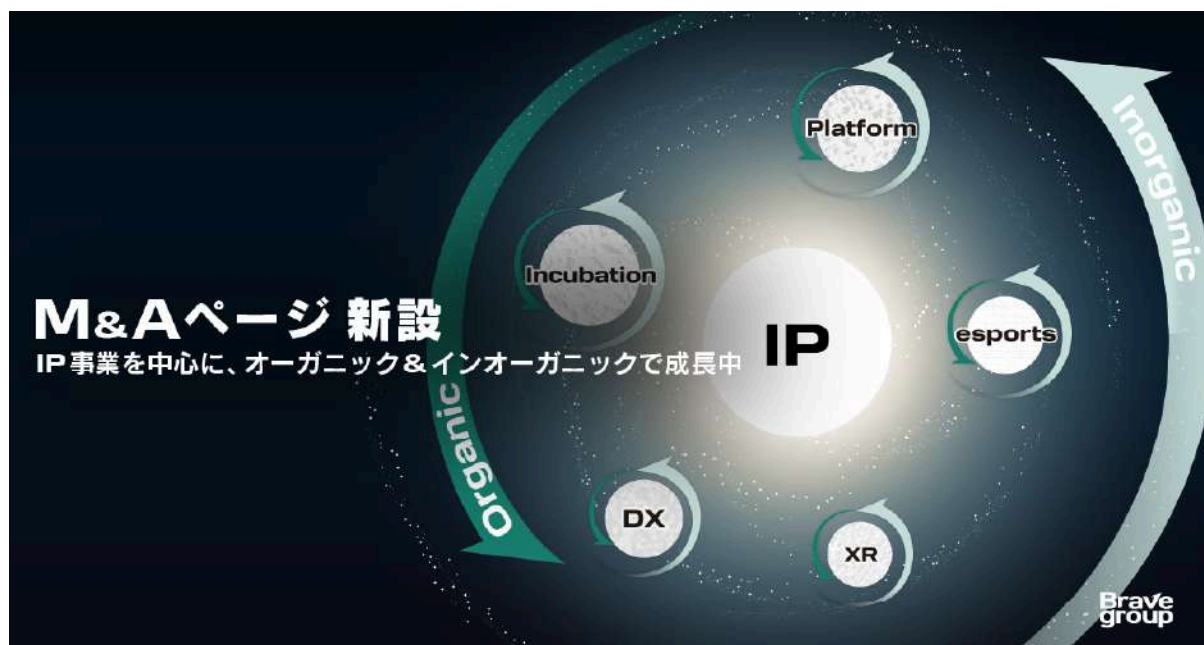 M&Aページ 新設
IP事業を中心に、オーガニック&インオーガニックで成長中
Organic
Inorganic
Platform
Incubation
IP
esports
DX
XR
Brave
group